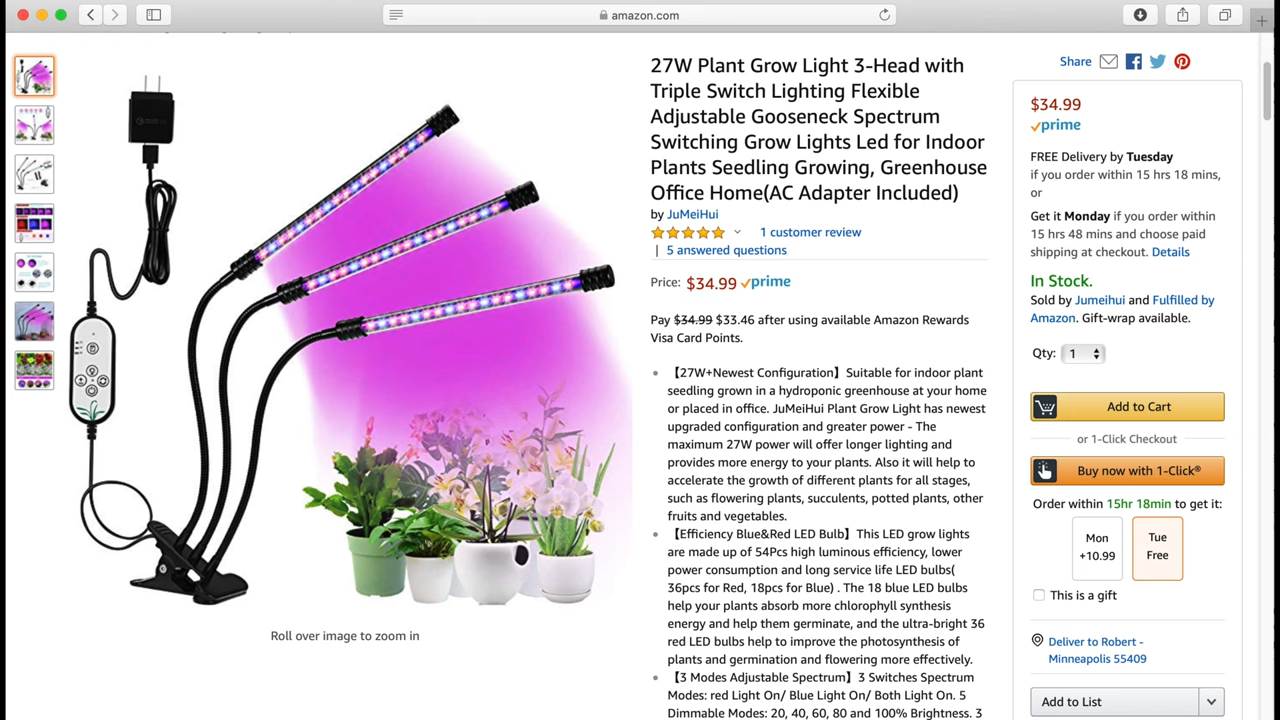 amazon.com
27W Plant Grow Light 3-Head with
Triple Switch Lighting Flexible
Adjustable Gooseneck Spectrum
Switching Grow Lights Led for Indoor
Plants Seedling Growing, Greenhouse
Office Home(AC Adapter Included)
by JuMeiHui
1 customer review
| 5 answered questions
Price: $34.99 prime
Pay $34.99 $33.46 after using available Amazon Rewards
Visa Card Points.
• 【27W+Newest Configuration】Suitable for indoor plant
seedling grown in a hydroponic greenhouse at your home
or placed in office. JuMeiHui Plant Grow Light has newest
upgraded configuration and greater power - The
maximum 27W power will offer longer lighting and
provides more energy to your plants. Also it will help to
accelerate the growth of different plants for all stages,
such as flowering plants, succulents, potted plants, other
fruits and vegetables.
• 【Efficiency Blue&Red LED Bulb】This LED grow lights
are made up of 54Pcs high luminous efficiency, lower
power consumption and long service life LED bulbs(
36pcs for Red, 18pcs for Blue) . The 18 blue LED bulbs
help your plants absorb more chlorophyll synthesis
energy and help them germinate, and the ultra-bright 36
red LED bulbs help to improve the photosynthesis of
plants and germination and flowering more effectively.
• 【3 Modes Adjustable Spectrum】3 Switches Spectrum
Modes: red Light On/ Blue Light On/ Both Light On. 5
Dimmable Modes: 20, 40, 60, 80 and 100% Brightness. 3
Roll over image to zoom in
Share
$34.99
prime
FREE Delivery by Tuesday
if you order within 15 hrs 18 mins,
or
Get it Monday if you order within
15 hrs 48 mins and choose paid
shipping at checkout. Details
In Stock.
Sold by Jumeihui and Fulfilled by
Amazon. Gift-wrap available.
Qty: 1
Add to Cart
or 1-Click Checkout
Buy now with 1-Click®
Order within 15hr 18min to get it:
Mon
+10.99
Tue
Free
This is a gift
Deliver to Robert -
Minneapolis 55409
Add to List